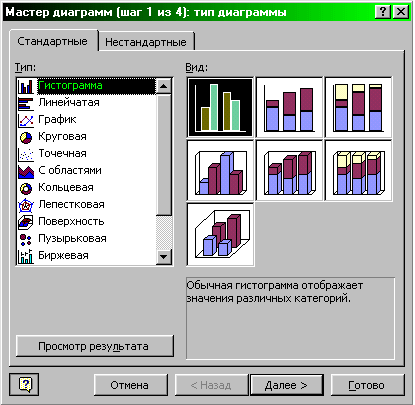 Мастер диаграмм (шаг 1 из 4): тип диаграммы
Стандартные
Нестандартные
Тип:
Гистограмма
Линейчатая
График
Круговая
Точечная
С областями
Кольцевая
Лепестковая
Поверхность
Пузырьковая
Биржевая
Вид:
Обычная гистограмма отображает
значения различных категорий.
Просмотр результата
Отмена
< Назад
Далее >
Готово